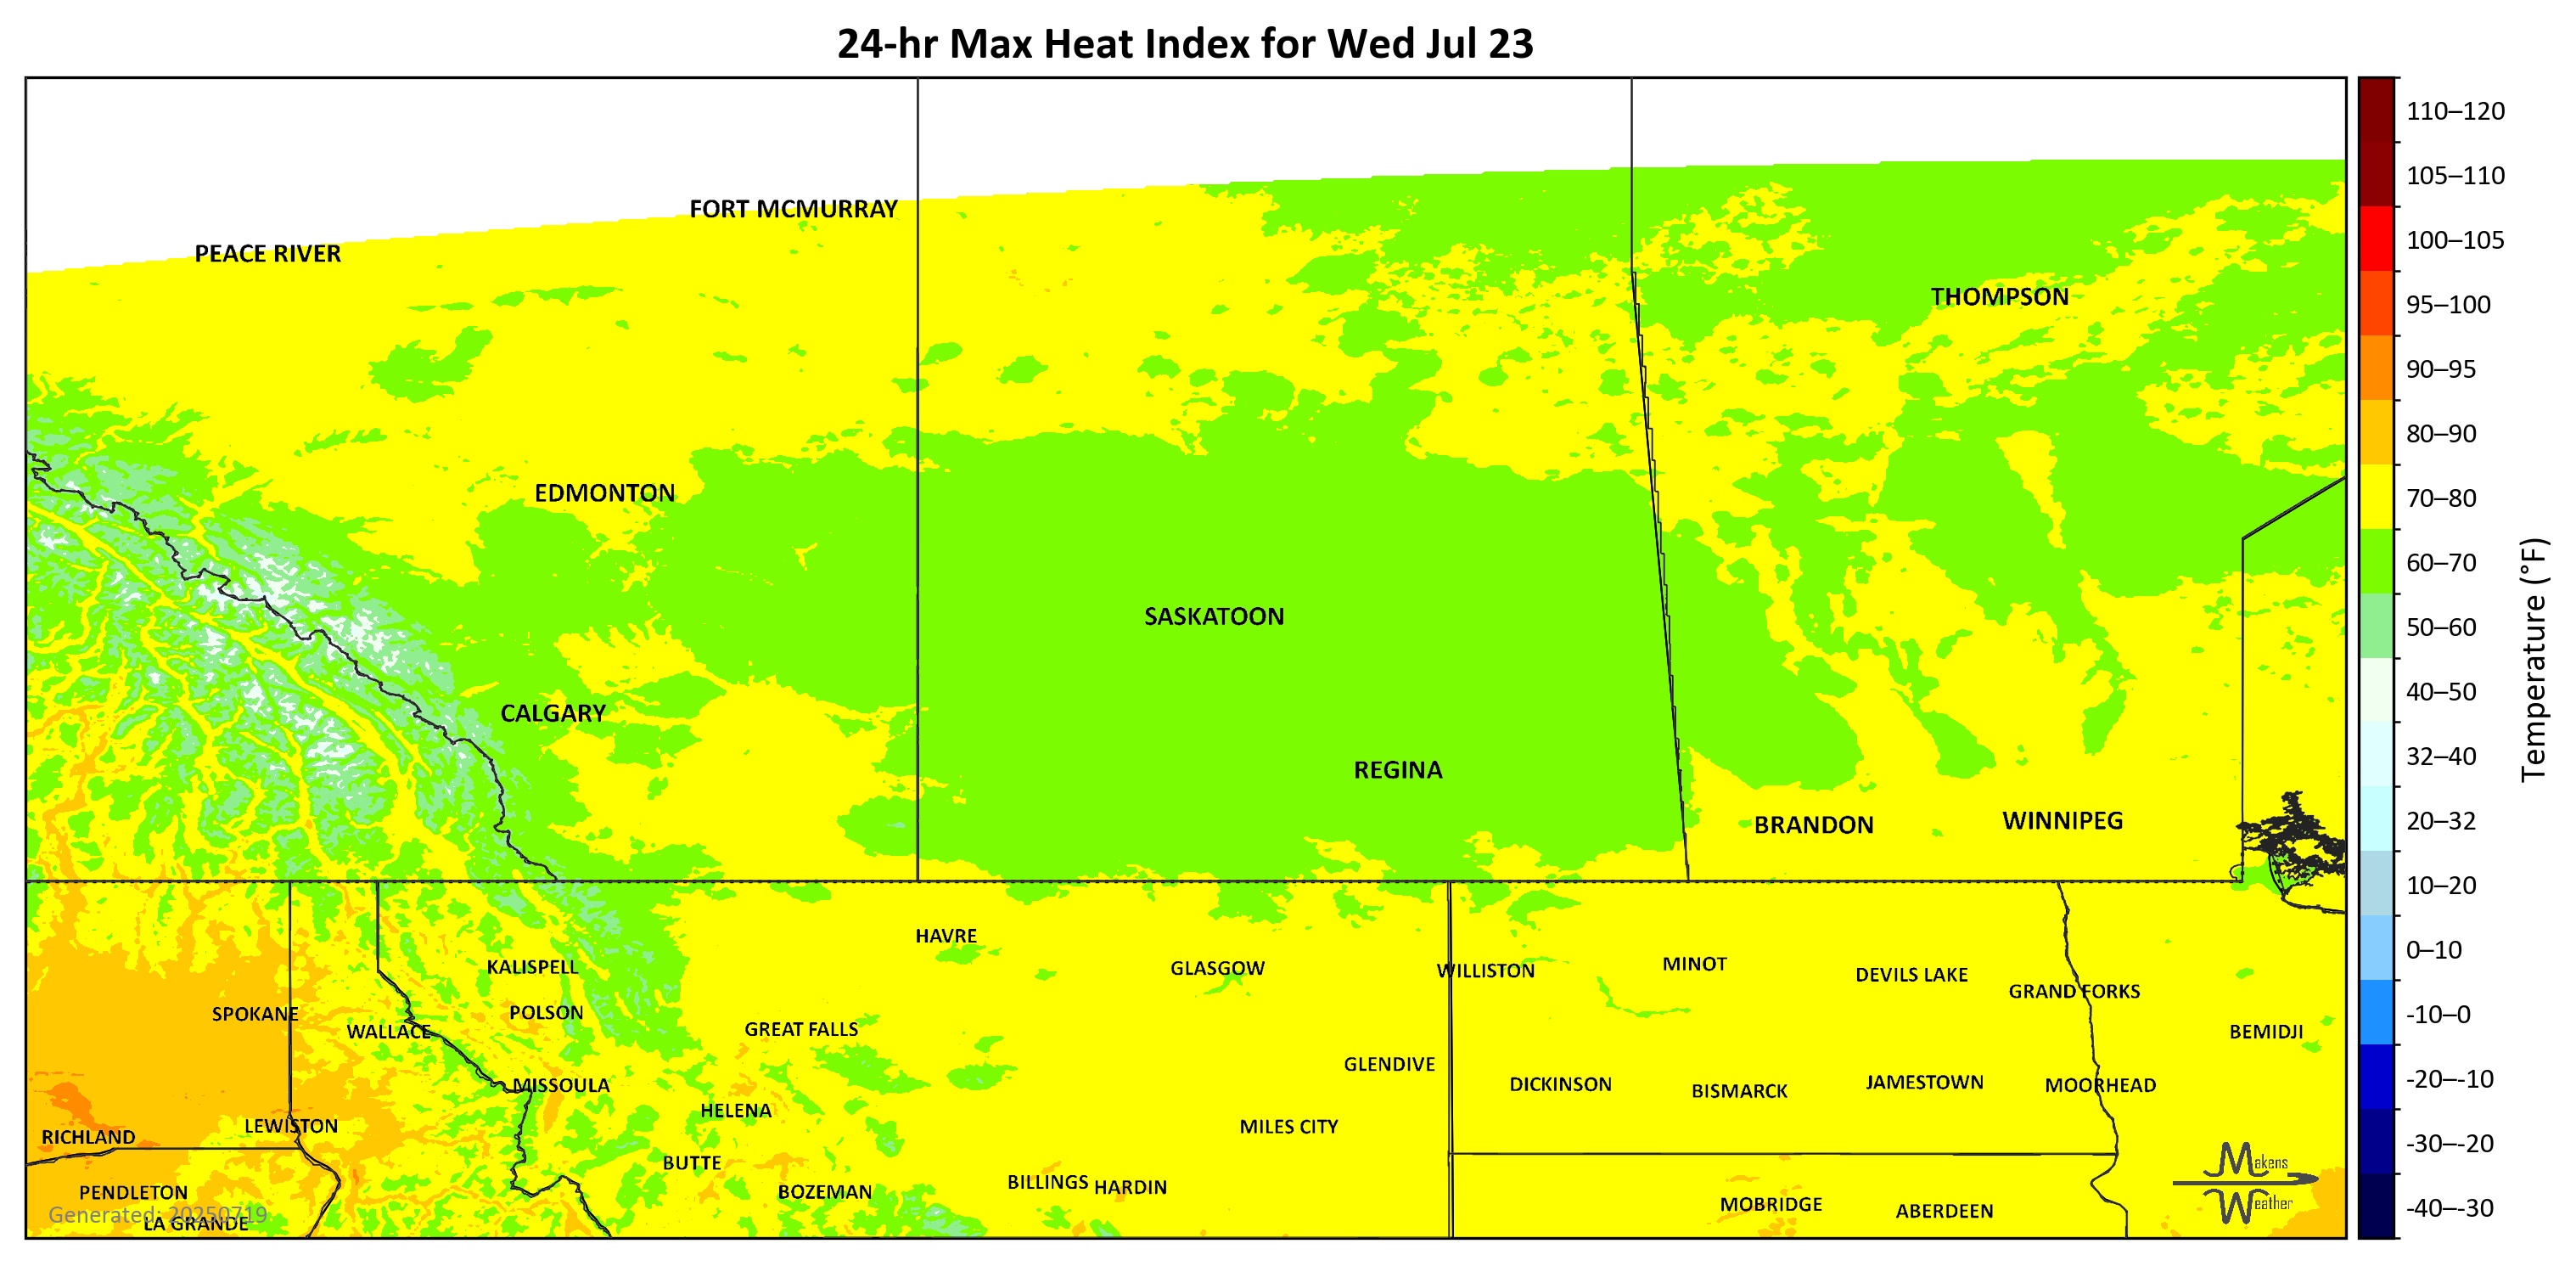 24-hr Max Heat Index for Wed Jul 23
FORT MCMURRAY
PEACE RIVER
THOMPSON
EDMONTON
SASKATOON
CALGARY
REGINA
BRANDON
WINNIPEG
HAVRE
KALISPELL
GLASGOW
WILLISTON
MINOT
DEVILS LAKE
GRAND FORKS
SPOKANE
POLSON
WALLACE
GREAT FALLS
BEMIDJI
GLENDIVE
MISSOULA
DICKINSON
BISMARCK
JAMESTOWN
MOORHEAD
HELENA
LEWISTON
MILES CITY
RICHLAND
BUTTE
BILLINGS
HARDIN
PENDLETON
BOZEMAN
MOBRIDGE
ABERDEEN
LA GRANDE
Generated: 20250719
Makens
Weather
110–120
105–110
100–105
95–100
90–95
80–90
70–80
60–70
50–60
40–50
32–40
20–32
10–20
0–10
-10–0
-20–-10
-30–-20
-40–-30
Temperature (°F)